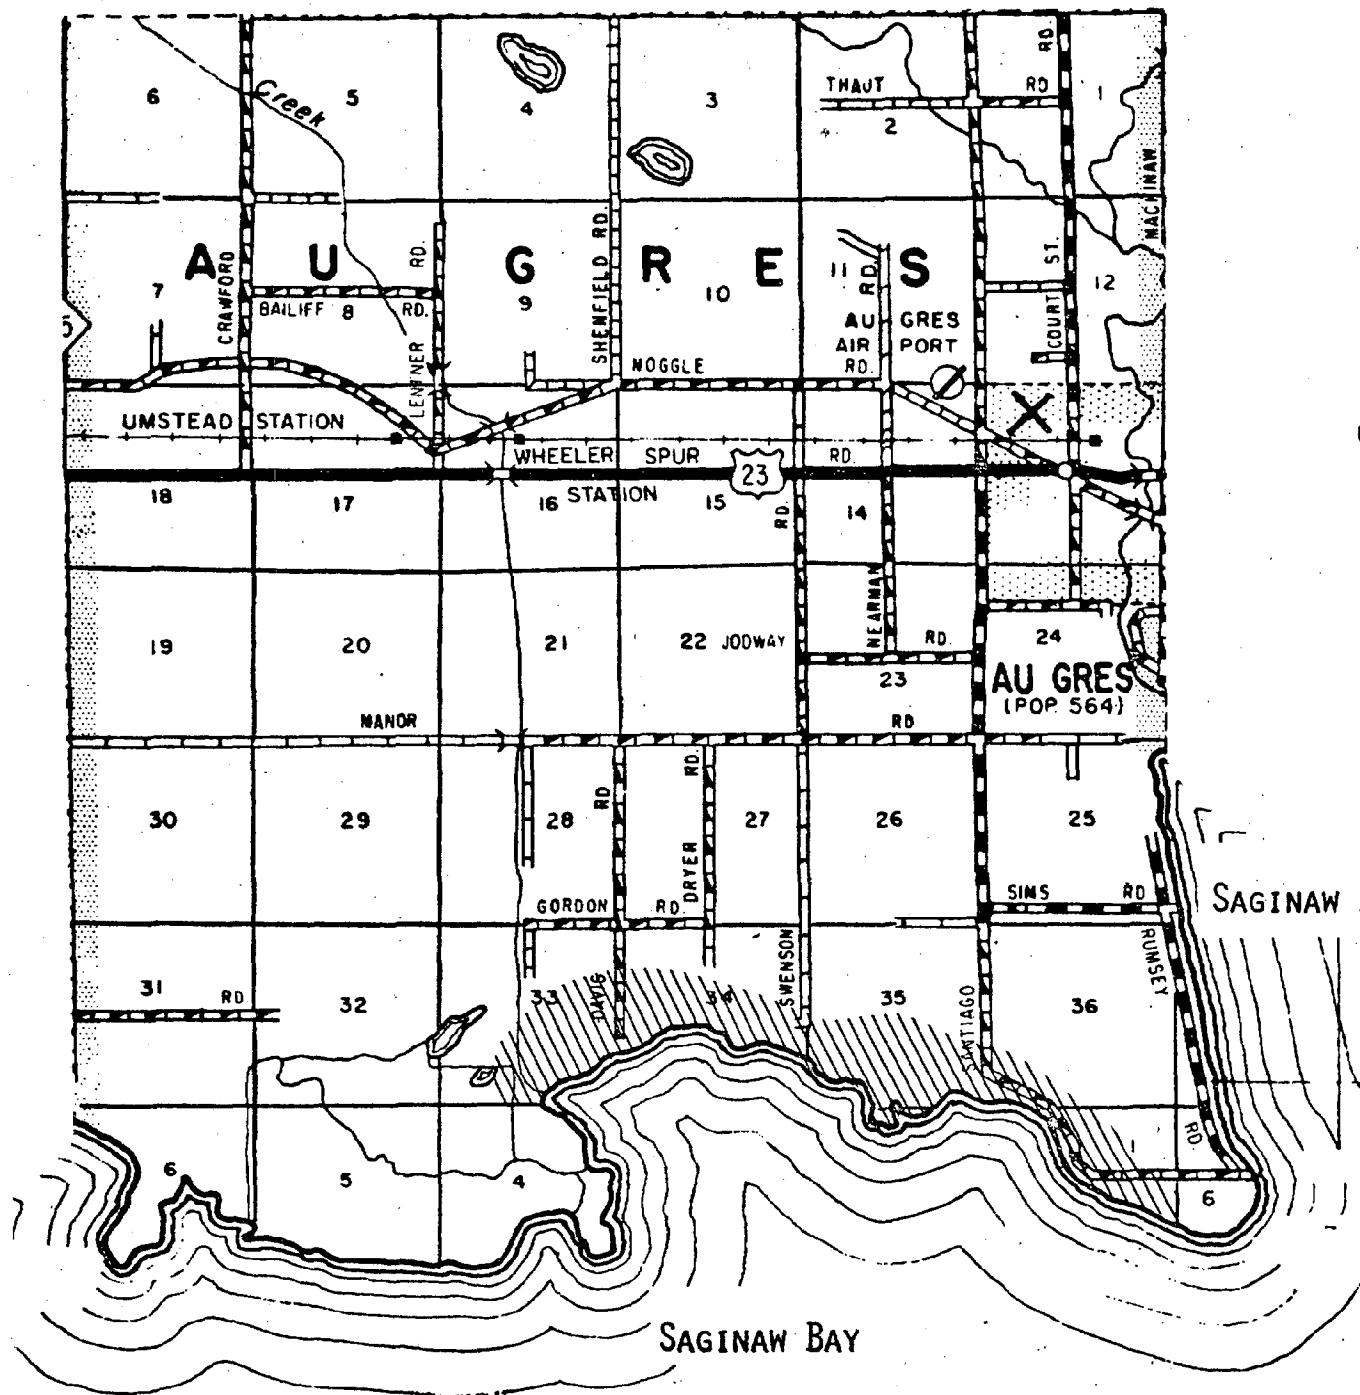 RD.
Creek
6
5
4
3
THAUT RD
1
2
MACKINAW
A U G R E S
CRAWFORD
RD.
SHENFIELD RD.
11
RD.
ST.
7
BAILIFF 8 RD.
9
10
12
AU GRES
AIR PORT
COURT
NOGGLE RD.
UMSTEAD STATION
WHEELER SPUR RD.
23
STATION
18
17
16
15
RD.
14
NEARMAN
19
20
21
22
JODWAY RD.
24
23
AU GRES
(POP. 564)
MANOR RD
30
29
28
RD
RD.
27
26
25
DRYER
GORDON RD
SIMS RD
SAGINAW
SWENSON
RUMSEY
31 RD
32
33
DAVIS
34
35
36
RD
6
5
4
6
SAGINAW BAY